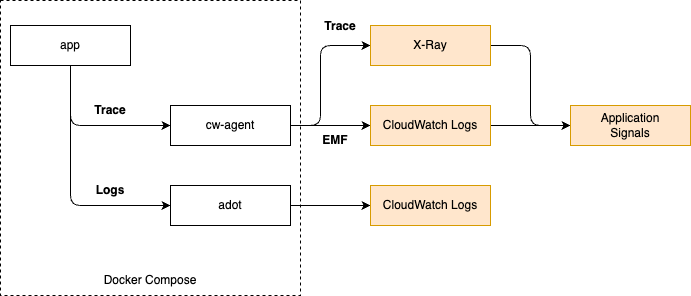 Trace
app
X-Ray
Trace
cw-agent
CloudWatch Logs
Application
Signals
EMF
Logs
adot
CloudWatch Logs
Docker Compose